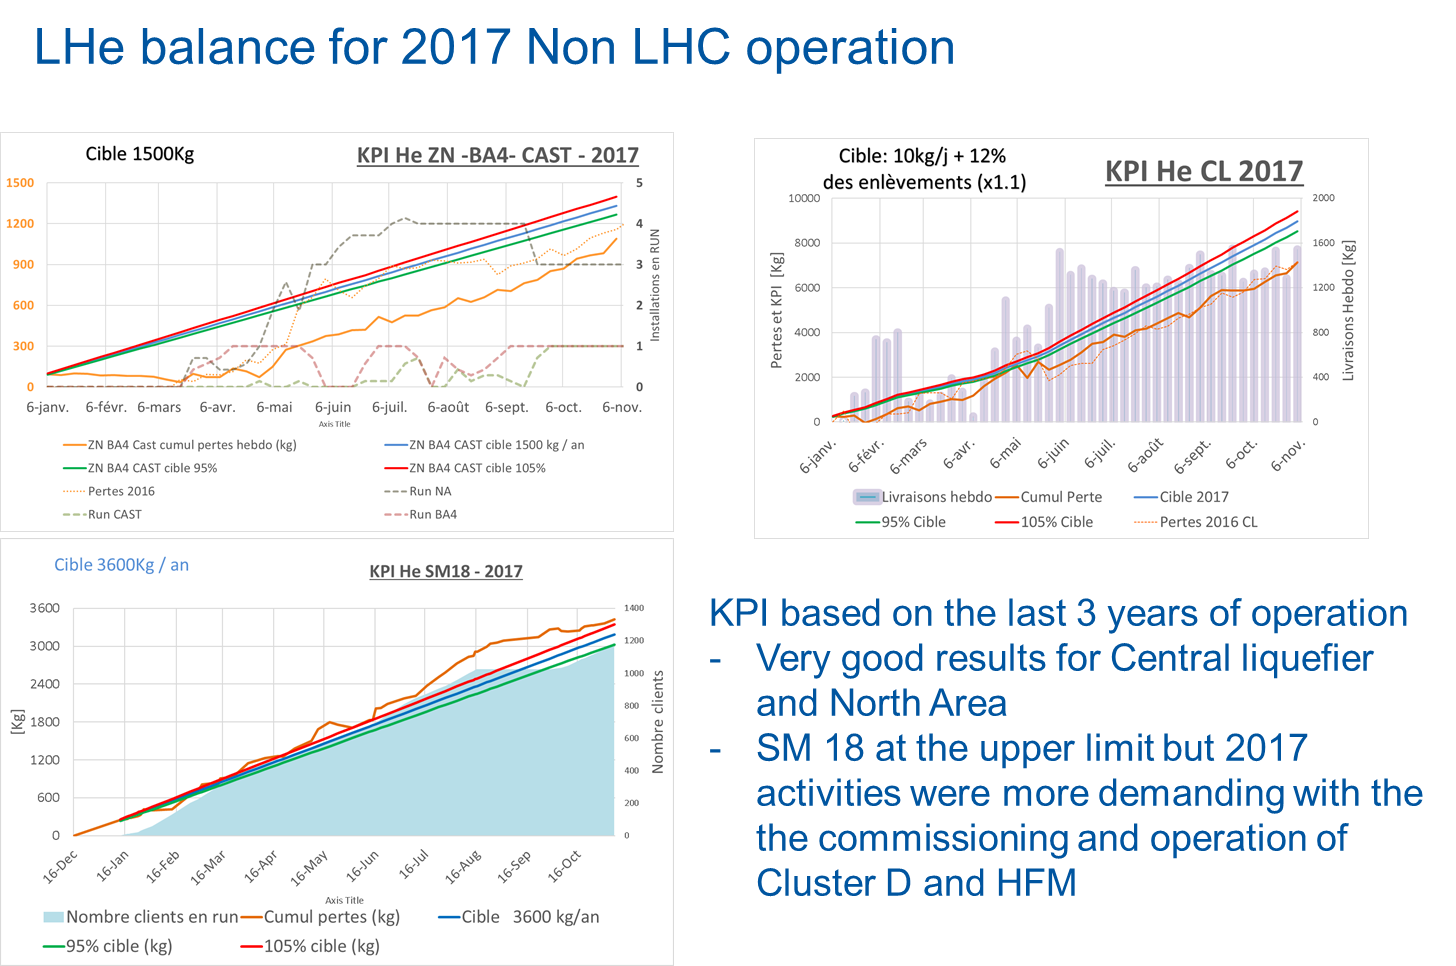 LHe balance for 2017 Non LHC operation
Cible 1500Kg
KPI He ZN -BA4- CAST - 2017
1500
1200
900
600
300
0
5
4
3
2
1
0
Installations en RUN
6-janv.
6-févr.
6-mars
6-avr.
6-mai
6-juin
6-juil.
6-août
6-sept.
6-oct.
6-nov.
Axis Title
ZN BA4 Cast cumul pertes hebdo (kg)
ZN BA4 CAST cible 1500 kg / an
ZN BA4 CAST cible 95%
ZN BA4 CAST cible 105%
Pertes 2016
Run NA
Run CAST
Run BA4
Cible: 10kg/j + 12%
des enlèvements (x1.1)
KPI He CL 2017
10000
8000
6000
4000
2000
0
Pertes et KPI [Kg]
2000
1600
1200
800
400
0
Livraisons Hebdo [Kg]
6-janv.
6-févr.
6-mars
6-avr.
6-mai
6-juin
6-juil.
6-août
6-sept.
6-oct.
6-nov.
Livraisons hebdo
Cumul Perte
Cible 2017
95% Cible
105% Cible
Pertes 2016 CL
Cible 3600Kg / an
KPI He SM18 - 2017
3600
3000
2400
1800
1200
600
0
[Kg]
1400
1200
1000
800
600
400
200
0
Nombre clients
16-Dec
16-Jan
16-Feb
16-Mar
16-Apr
16-May
16-Jun
16-Jul
16-Aug
16-Sep
16-Oct
Axis Title
Nombre clients en run
Cumul pertes (kg)
Cible 3600 kg/an
95% cible (kg)
105% cible (kg)
KPI based on the last 3 years of operation
- Very good results for Central liquefier
and North Area
- SM 18 at the upper limit but 2017
activities were more demanding with the
the commissioning and operation of
Cluster D and HFM